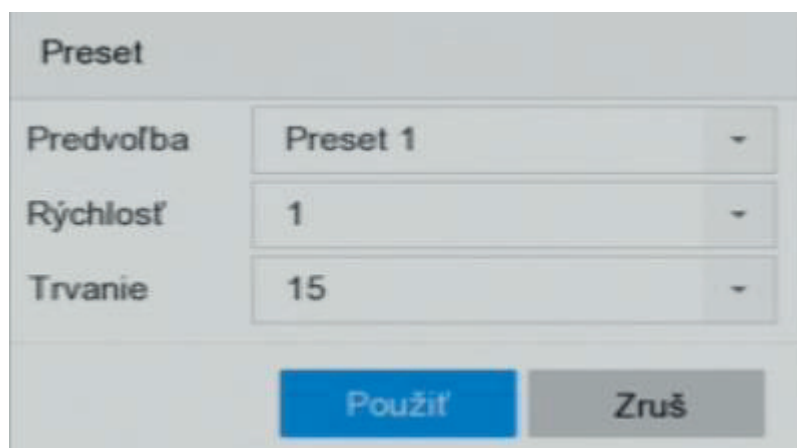 Preset
Predvoľba Preset 1
Rýchlosť 1
Trvanie 15
Použiť Zruš